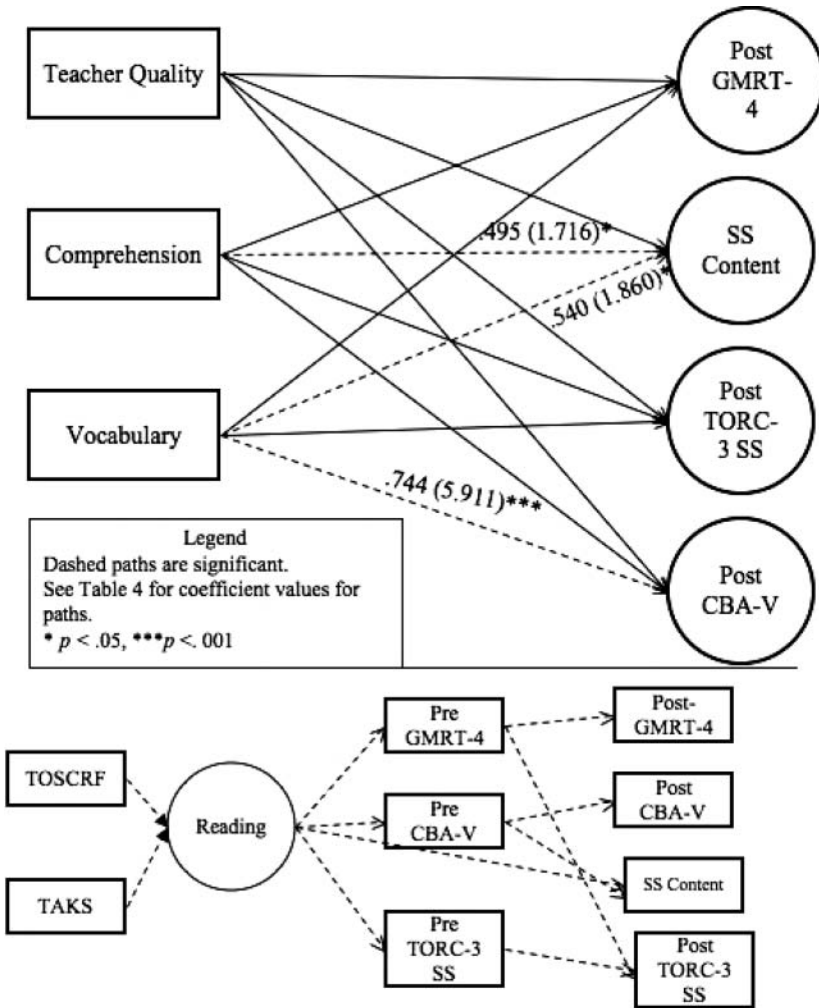 Teacher Quality
Post
GMRT-
4
Comprehension
.495 (1.716)*
SS
Content
.540 (1.860)*
Vocabulary
Post
TORC-
3 SS
.744 (5.911)***
Legend
Dashed paths are significant.
See Table 4 for coefficient values for
paths.
* p < .05, ***p <. 001
Post
CBA-V
TOSCRF
TAKS
Reading
Pre
GMRT-4
Pre
CBA-V
Pre
TORC-3
SS
Post-
GMRT-4
Post
CBA-V
SS Content
Post
TORC-3
SS